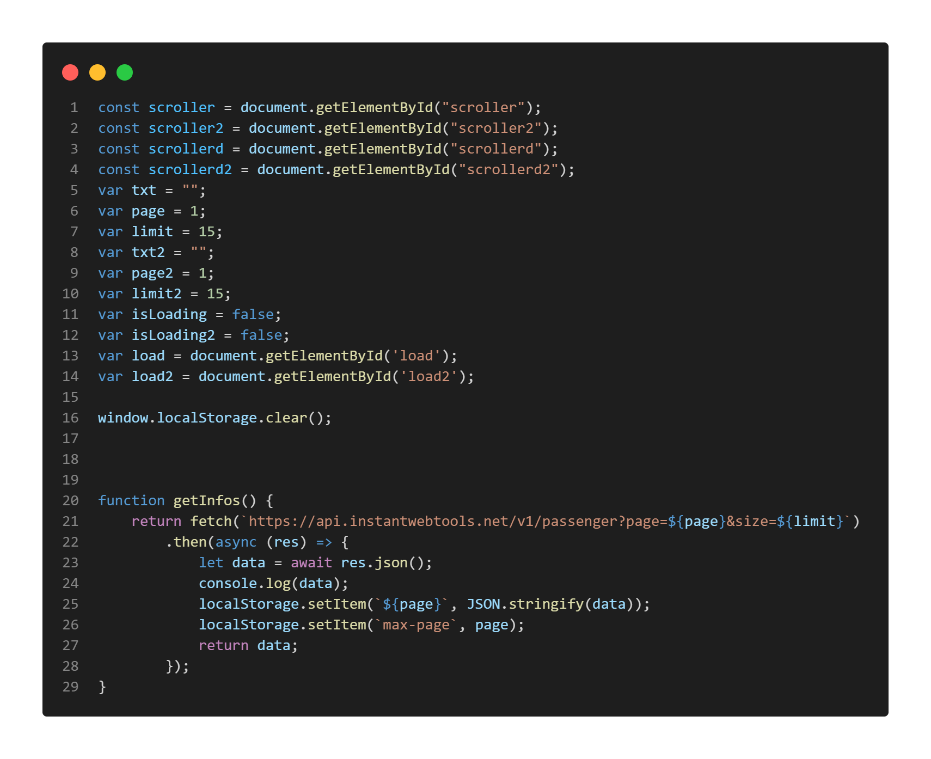 1 const scroller = document.getElementById("scroller");
2 const scroller2 = document.getElementById("scroller2");
3 const scrollerd = document.getElementById("scrollerd");
4 const scrollerd2 = document.getElementById("scrollerd2");
5 var txt = "";
6 var page = 1;
7 var limit = 15;
8 var txt2 = "";
9 var page2 = 1;
10 var limit2 = 15;
11 var isLoading = false;
12 var isLoading2 = false;
13 var load = document.getElementById('load');
14 var load2 = document.getElementById('load2');
15
16 window.localStorage.clear();
17
18
19
20 function getInfos() {
21     return fetch(`https://api.instantwebtools.net/v1/passenger?page=${page}&size=${limit}`)
22         .then(async (res) => {
23             let data = await res.json();
24             console.log(data);
25             localStorage.setItem(`${page}`, JSON.stringify(data));
26             localStorage.setItem(`max-page`, page);
27             return data;
28         });
29 }